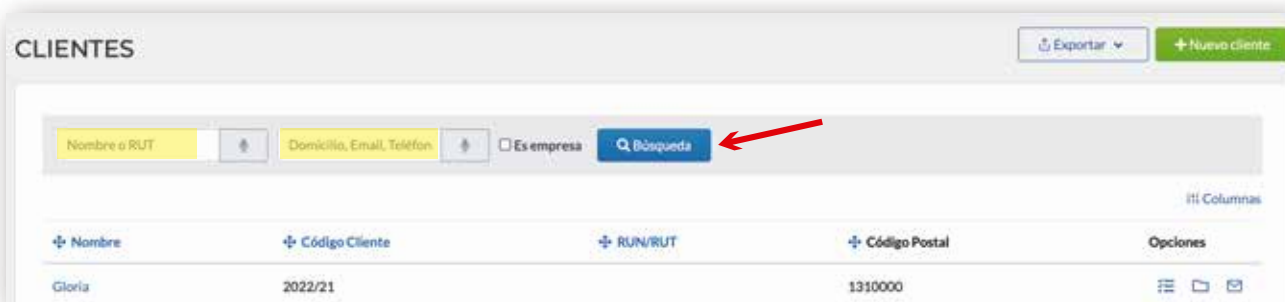 CLIENTES
Exportar
+Nuevo cliente
Nombre o RUT
Domicilio, Email, Teléfon
Es empresa
Búsqueda
Columnas
Nombre
Código Cliente
RUN/RUT
Código Postal
Opciones
Gloria
2022/21
1310000